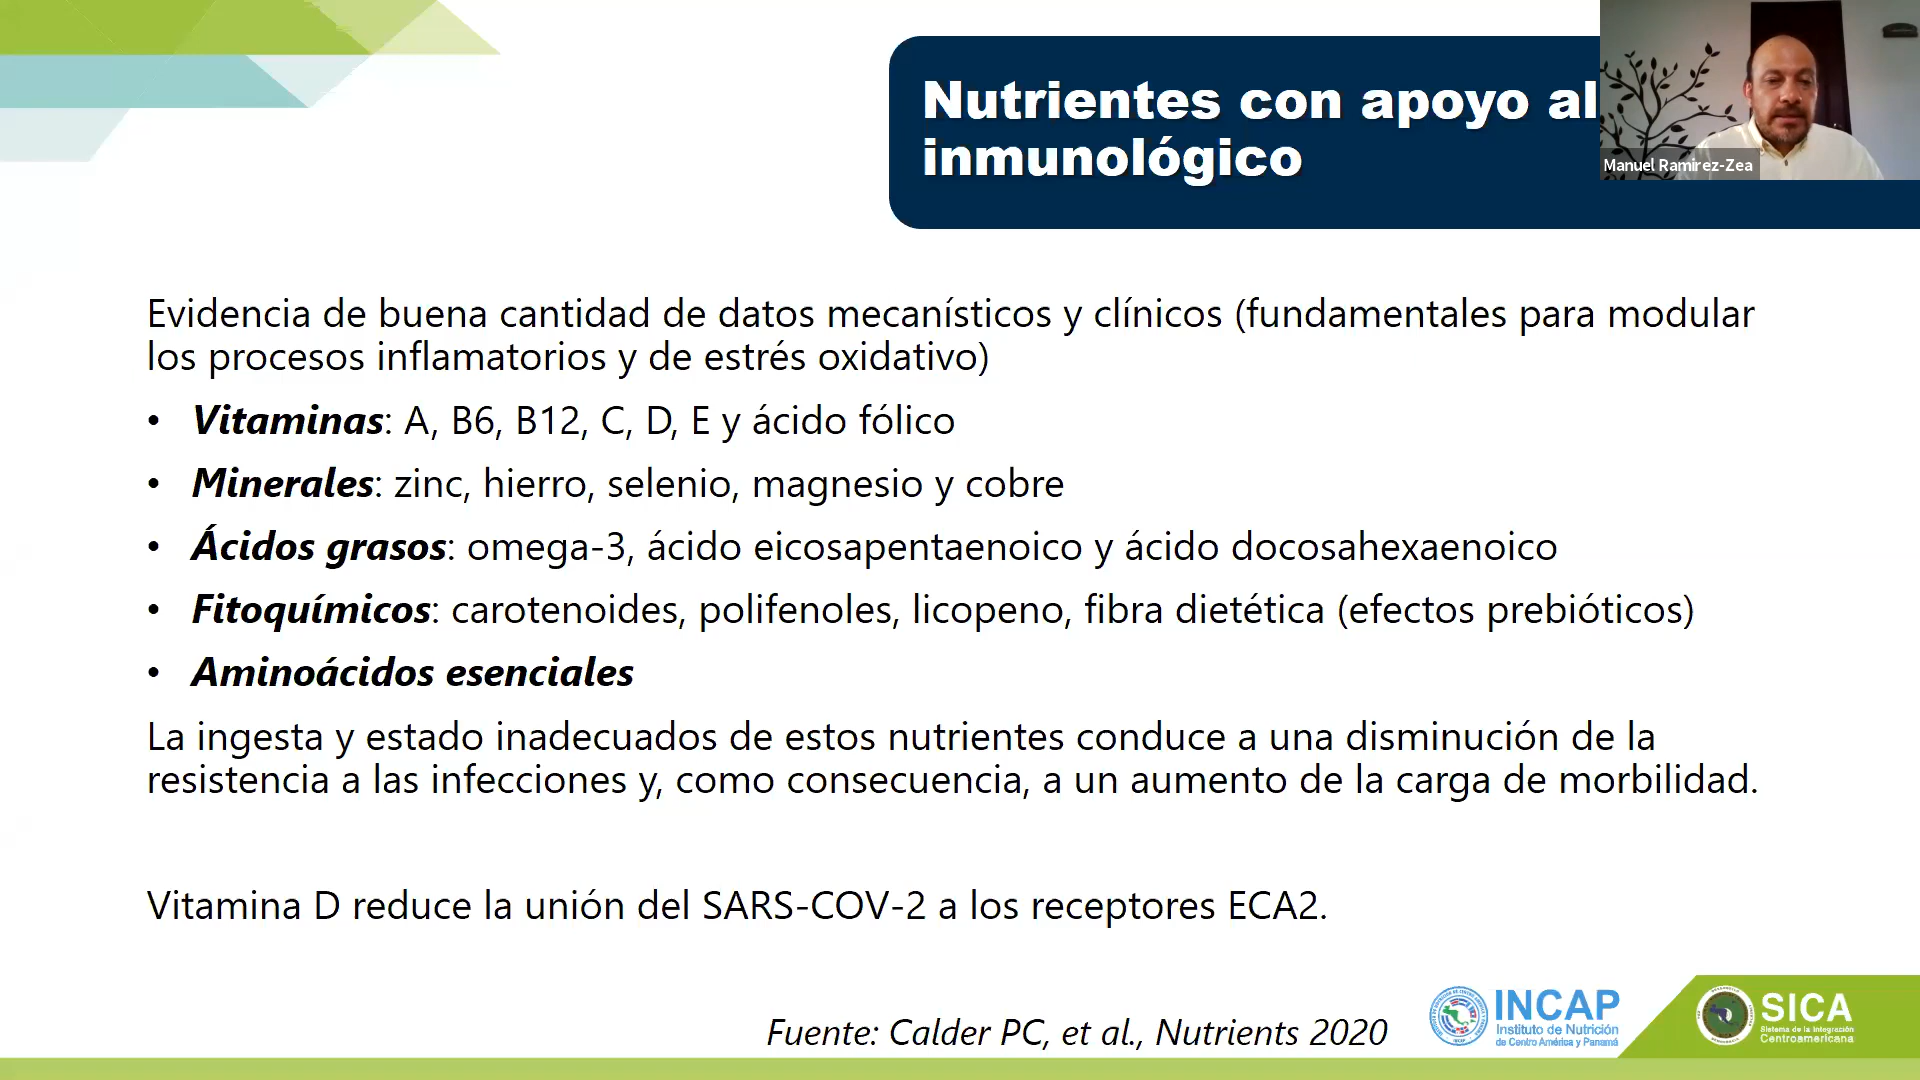 Nutrientes con apoyo al
inmunológico
Manuel Ramirez-Zea
Evidencia de buena cantidad de datos mecanísticos y clínicos (fundamentales para modular
los procesos inflamatorios y de estrés oxidativo)
• Vitaminas: A, B6, B12, C, D, E y ácido fólico
• Minerales: zinc, hierro, selenio, magnesio y cobre
• Ácidos grasos: omega-3, ácido eicosapentaenoico y ácido docosahexaenoico
• Fitoquímicos: carotenoides, polifenoles, licopeno, fibra dietética (efectos prebióticos)
• Aminoácidos esenciales
La ingesta y estado inadecuados de estos nutrientes conduce a una disminución de la
resistencia a las infecciones y, como consecuencia, a un aumento de la carga de morbilidad.
Vitamina D reduce la unión del SARS-COV-2 a los receptores ECA2.
Fuente: Calder PC, et al., Nutrients 2020
INCAP
Instituto de Nutrición
de Centro América y Panamá
SICA
Sistema de la Integración
Centroamericana